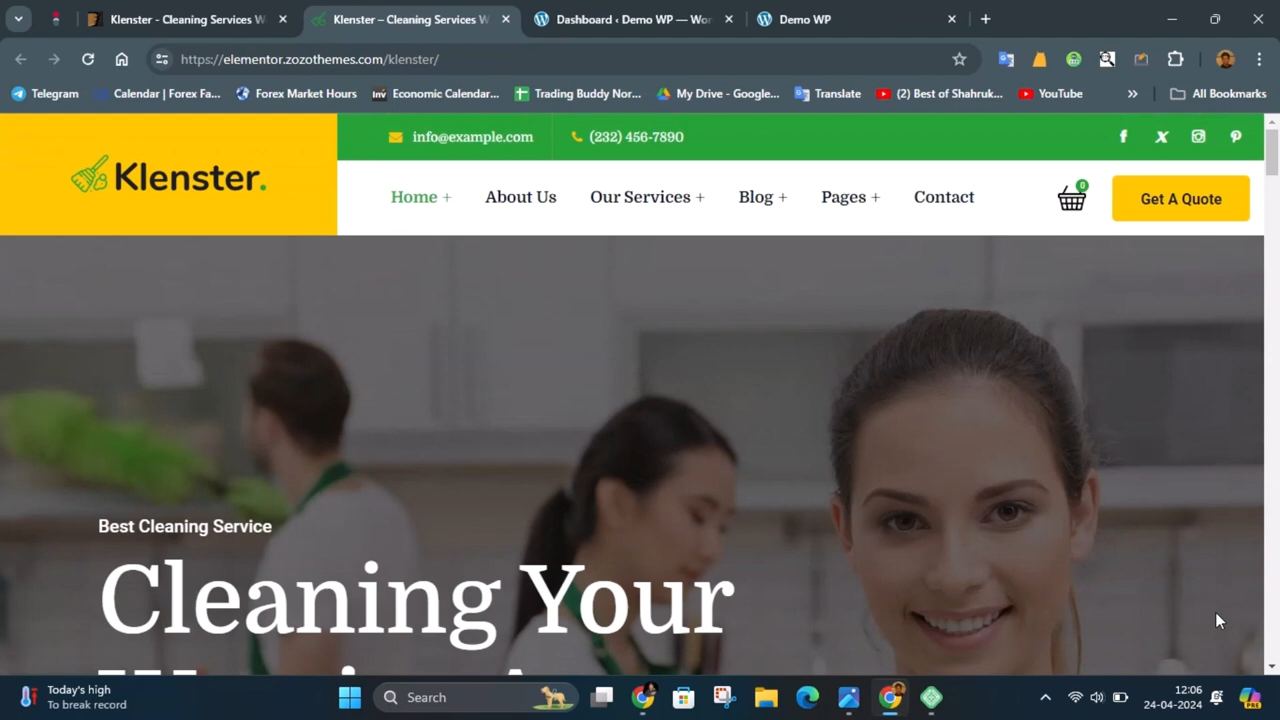 Klenster - Cleaning Services W
Klenster – Cleaning Services W
Dashboard ‹ Demo WP — Wor
Demo WP
https://elementor.zozothemes.com/klenster/
Telegram
Calendar | Forex Fa...
Forex Market Hours
Economic Calendar...
Trading Buddy Nor...
My Drive - Google...
Translate
(2) Best of Shahruk...
YouTube
All Bookmarks
info@example.com
(232) 456-7890
Klenster.
Home +
About Us
Our Services +
Blog +
Pages +
Contact
0
Get A Quote
Best Cleaning Service
Cleaning Your
Today's high
To break record
Search
12:06
24-04-2024
PRE